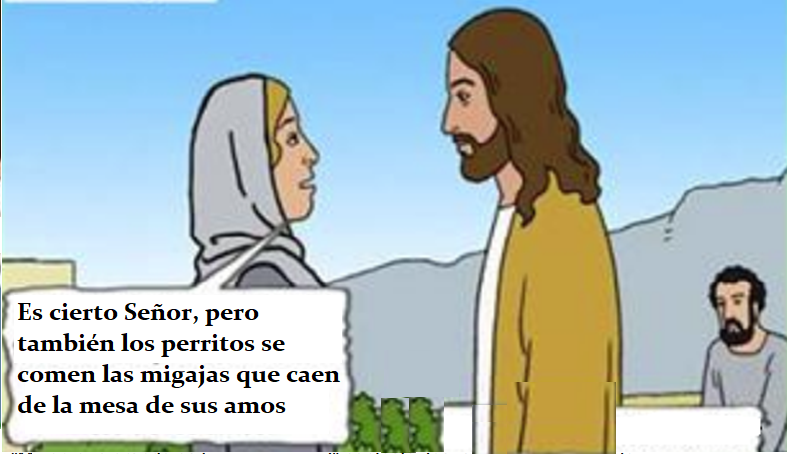 Es cierto Señor, pero
también los perritos se
comen las migajas que caen
de la mesa de sus amos